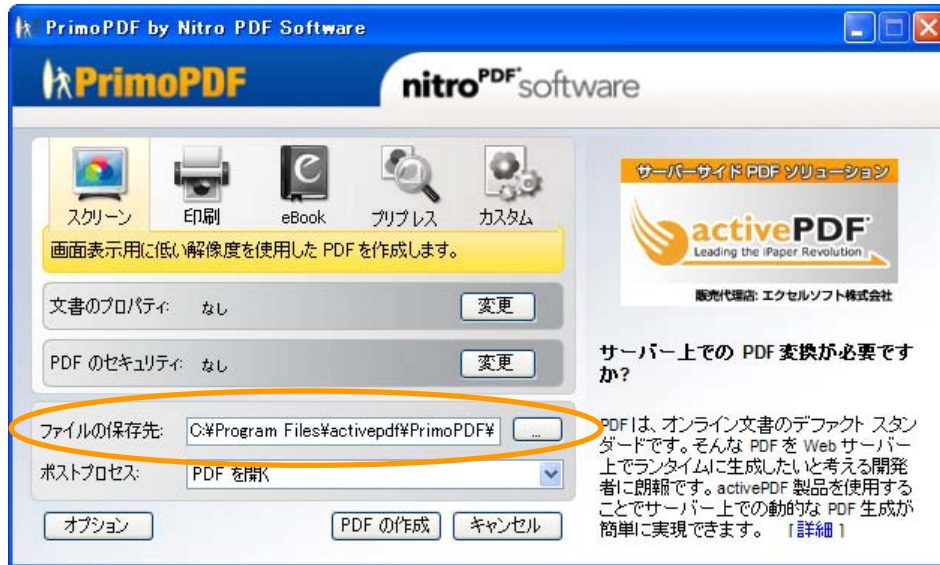 PrimoPDF by Nitro PDF Software
PrimoPDF
nitroPDF software
スクリーン 印刷 eBook プリプレス カスタム
画面表示用に低い解像度を使用した PDF を作成します。
文書のプロパティ: なし 変更
PDF のセキュリティ: なし 変更
ファイルの保存先: C:¥Program Files¥activepdf¥PrimoPDF¥ ...
ポストプロセス: PDF を開く
オプション PDF の作成 キャンセル
サーバーサイド PDF ソリューション
activePDF
Leading the iPaper Revolution
販売代理店: エクセルソフト株式会社
サーバー上での PDF 変換が必要です
か?
PDF は、オンライン文書のデファクト スタン
ダードです。そんな PDF を Web サーバー
上でランタイムに生成したいと考える開発
者に朗報です。activePDF 製品を使用する
ことでサーバー上での動的な PDF 生成が
簡単に実現できます。 [詳細]